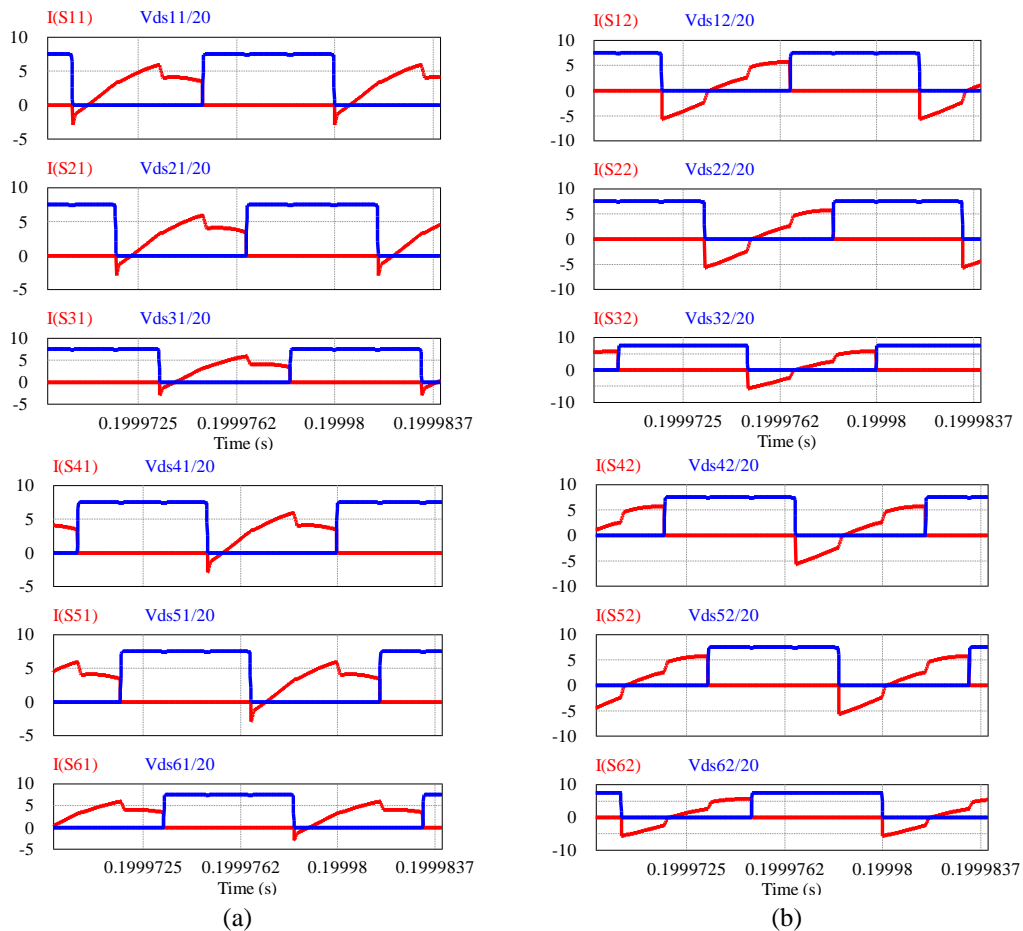 I(S11) Vds11/20
10
5
0
-5
I(S21) Vds21/20
10
5
0
-5
I(S31) Vds31/20
10
5
0
-5
0.1999725 0.1999762 0.19998 0.1999837
Time (s)
I(S41) Vds41/20
10
5
0
-5
I(S51) Vds51/20
10
5
0
-5
I(S61) Vds61/20
10
5
0
-5
0.1999725 0.1999762 0.19998 0.1999837
Time (s)
(a)
I(S12) Vds12/20
10
5
0
-5
-10
I(S22) Vds22/20
10
5
0
-5
-10
I(S32) Vds32/20
10
0
-10
0.1999725 0.1999762 0.19998 0.1999837
Time (s)
I(S42) Vds42/20
10
5
0
-5
-10
I(S52) Vds52/20
10
5
0
-5
-10
I(S62) Vds62/20
10
0
-10
0.1999725 0.1999762 0.19998 0.1999837
Time (s)
(b)